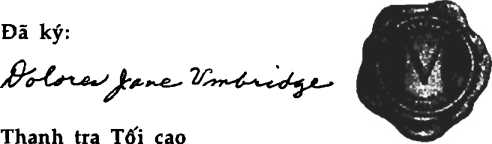 Đã ký:
Dolores Jane Umbridge
Thanh tra Tối cao